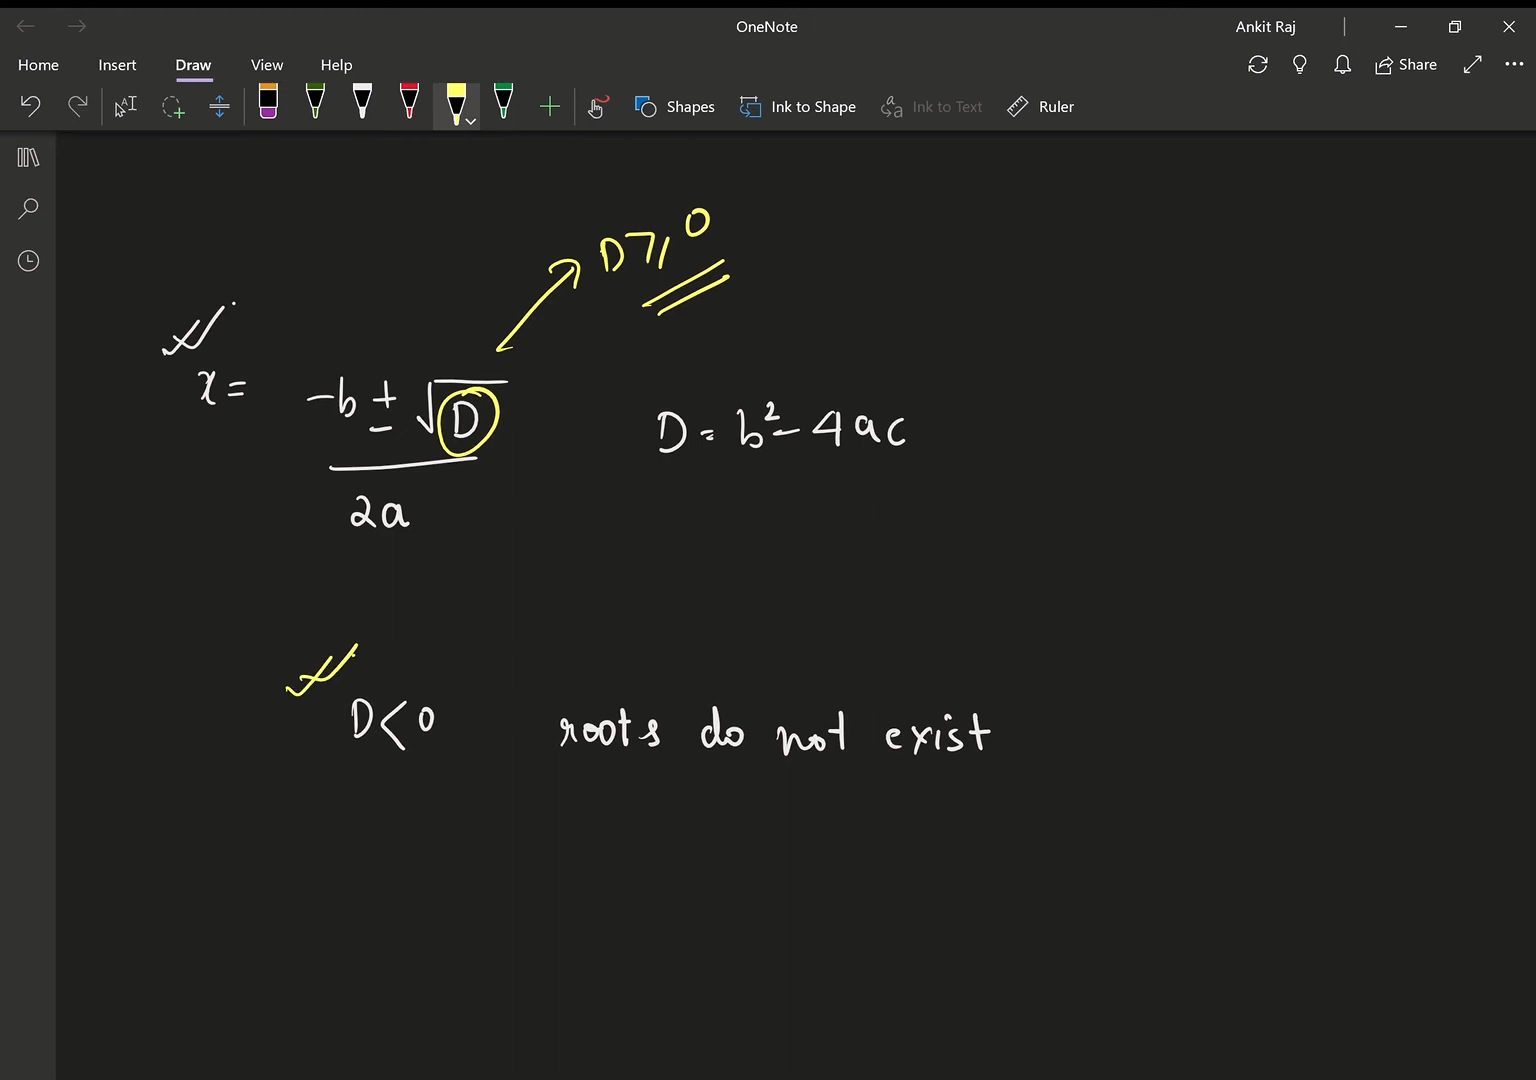 OneNote
Ankit Raj
Home Insert Draw View Help
Share
Shapes Ink to Shape Ink to Text Ruler
D ⩾ 0
x = -b ± √D / 2a
D = b² - 4ac
D < 0 roots do not exist